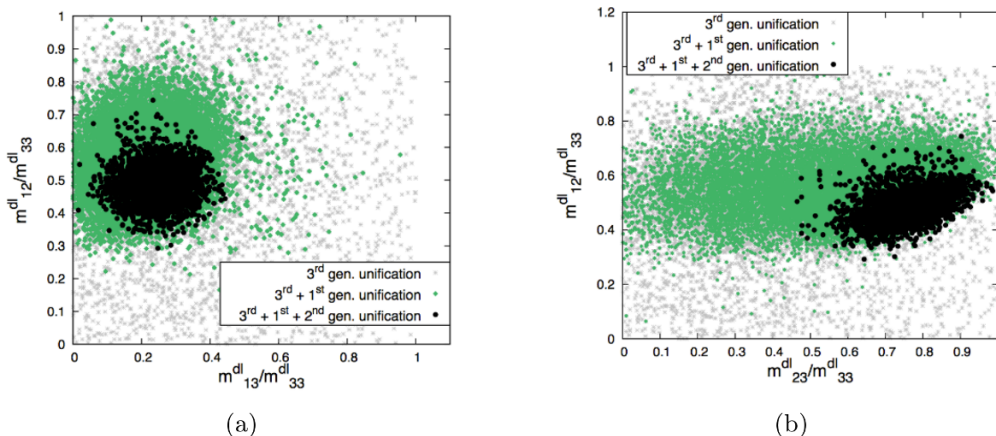 1
0.9
0.8
0.7
0.6
0.5
0.4
0.3
0.2
0.1
0
m^dl_12/m^dl_33
3rd gen. unification
3rd + 1st gen. unification
3rd + 1st + 2nd gen. unification
0 0.2 0.4 0.6 0.8 1
m^dl_13/m^dl_33
(a)
1.2
1
0.8
0.6
0.4
0.2
0
m^dl_12/m^dl_33
3rd gen. unification
3rd + 1st gen. unification
3rd + 1st + 2nd gen. unification
0 0.1 0.2 0.3 0.4 0.5 0.6 0.7 0.8 0.9
m^dl_23/m^dl_33
(b)